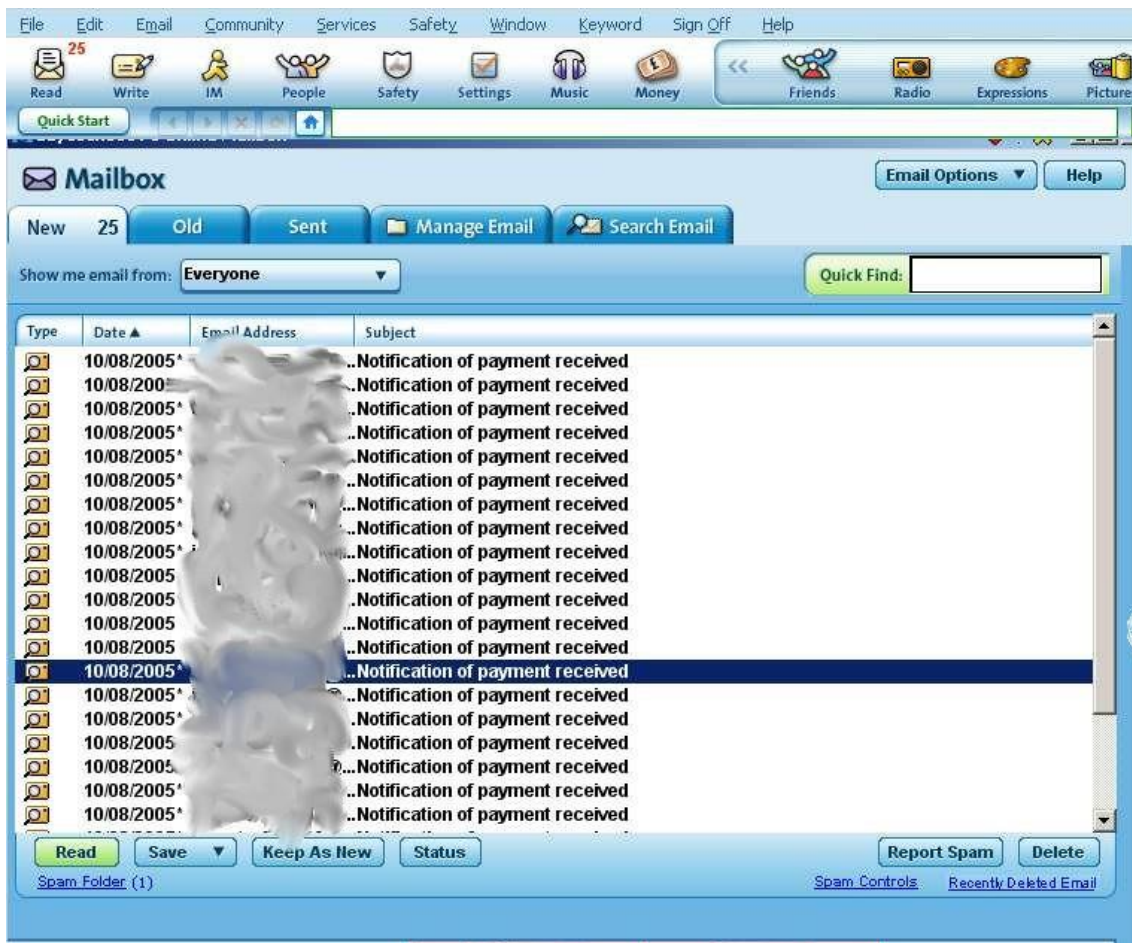 File Edit Email Community Services Safety Window Keyword Sign Off Help
25
Read Write IM People Safety Settings Music Money << Friends Radio Expressions Picture
Quick Start
Mailbox
Email Options ▼ Help
New 25 Old Sent Manage Email Search Email
Show me email from: Everyone ▼ Quick Find:
Type Date ▲ Email Address Subject
10/08/2005* ..Notification of payment received
10/08/200 ..Notification of payment received
10/08/2005* .Notification of payment received
10/08/2005* ..Notification of payment received
10/08/2005* ..Notification of payment received
10/08/2005* ..Notification of payment received
10/08/2005* ...Notification of payment received
10/08/2005* ..Notification of payment received
10/08/2005* ...Notification of payment received
10/08/2005 ..Notification of payment received
10/08/2005 .Notification of payment received
10/08/2005 ...Notification of payment received
10/08/2005 ..Notification of payment received
10/08/2005* ..Notification of payment received
10/08/2005* ...Notification of payment received
10/08/2005* .Notification of payment received
10/08/2005 .Notification of payment received
10/08/2005 ...Notification of payment received
10/08/2005* ..Notification of payment received
10/08/2005* ..Notification of payment received
Read Save ▼ Keep As New Status Report Spam Delete
Spam Folder (1) Spam Controls Recently Deleted Email